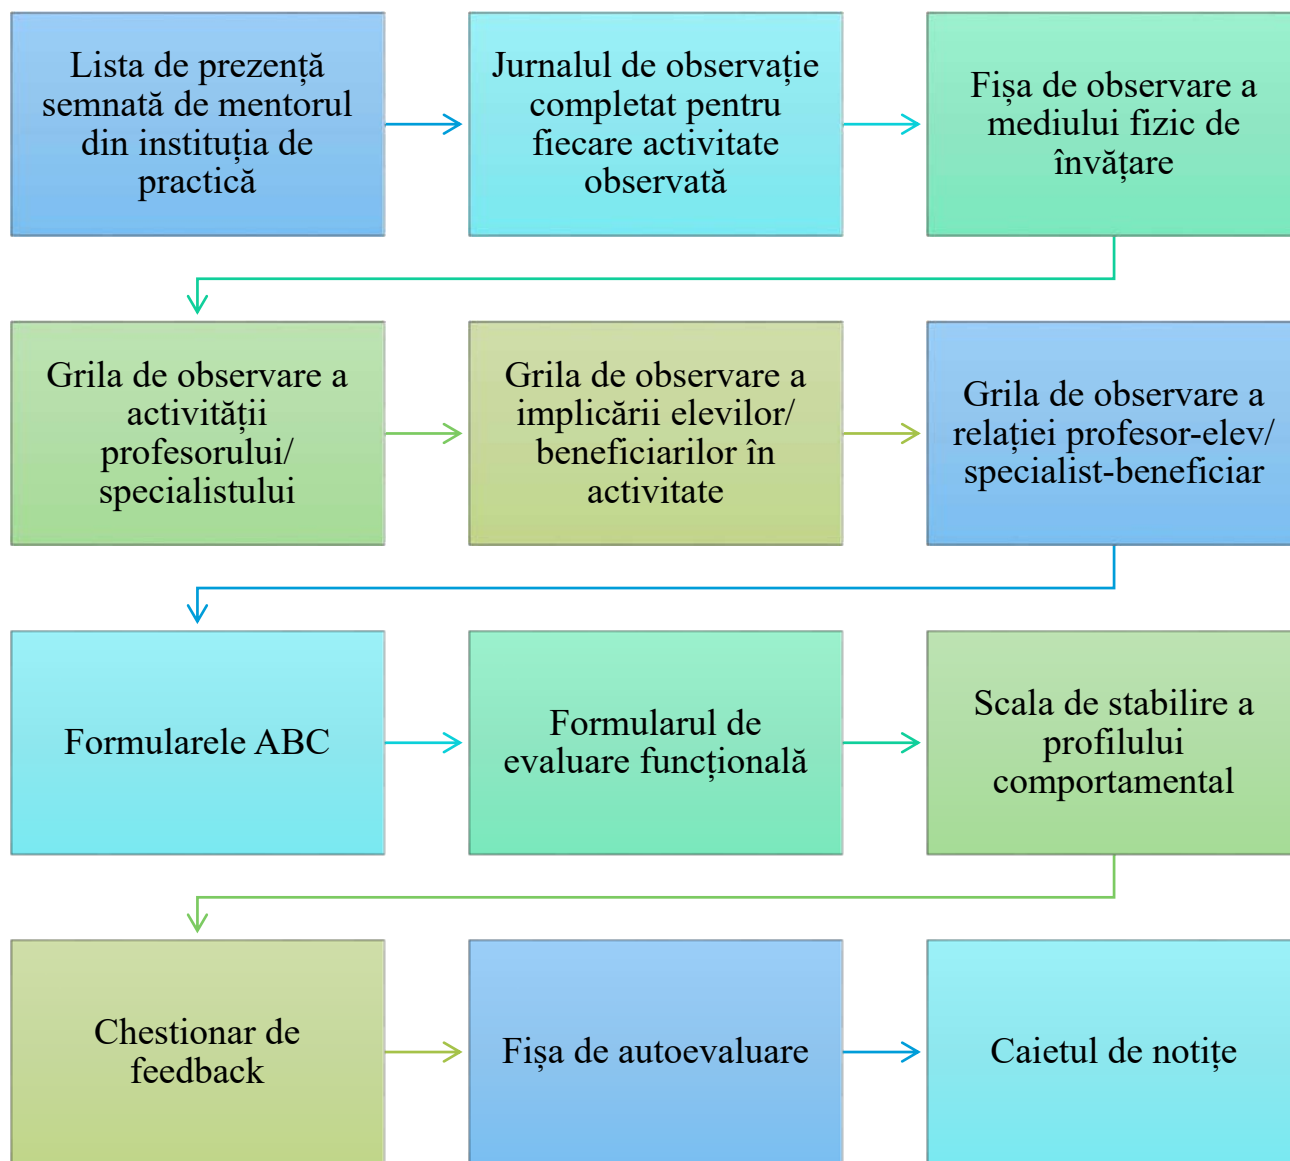 Lista de prezență
semnată de mentorul
din instituția de
practică
Jurnalul de observație
completat pentru
fiecare activitate
observată
Fișa de observare a
mediului fizic de
învățare
Grila de observare a
activității
profesorului/
specialistului
Grila de observare a
implicării elevilor/
beneficiarilor în
activitate
Grila de observare a
relației profesor-elev/
specialist-beneficiar
Formularele ABC
Formularul de
evaluare funcțională
Scala de stabilire a
profilului
comportamental
Chestionar de
feedback
Fișa de autoevaluare
Caietul de notițe